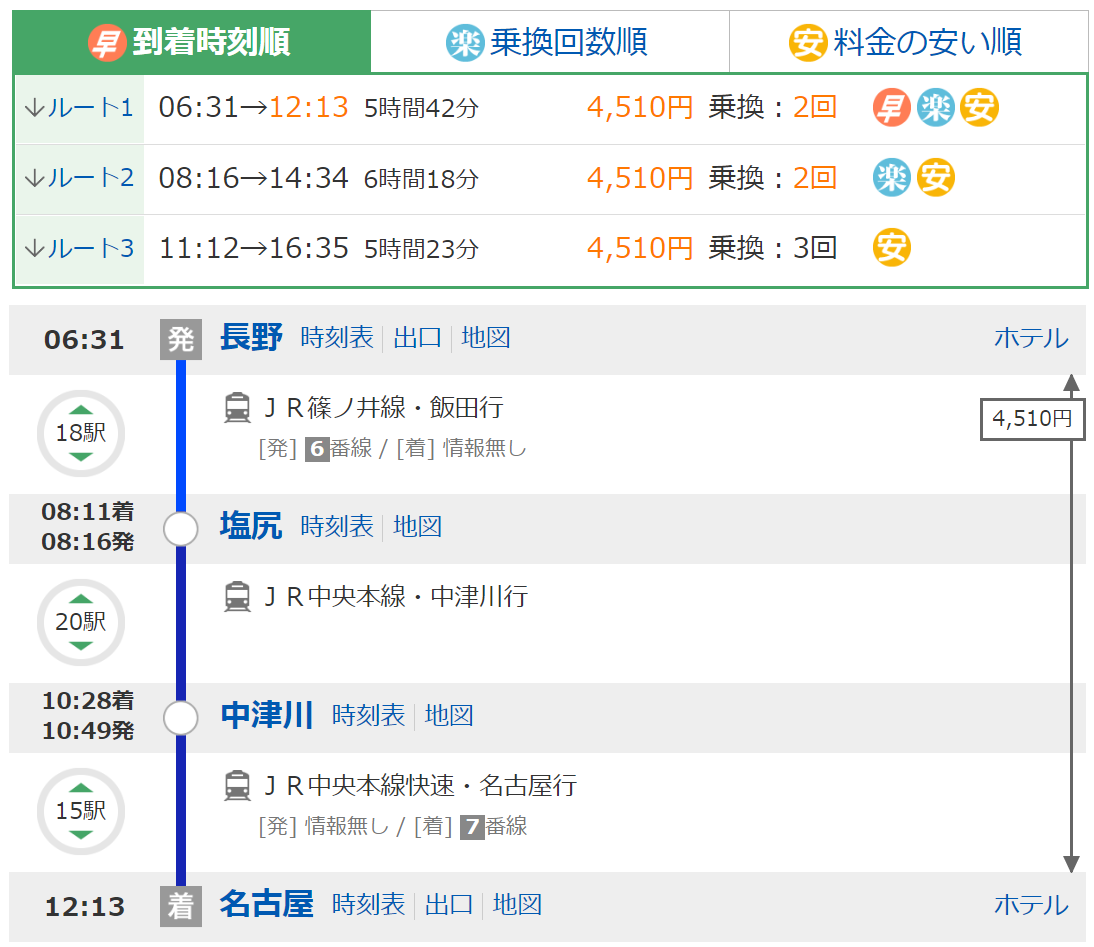 早 到着時刻順 楽 乗換回数順 安 料金の安い順
↓ルート1 06:31→12:13 5時間42分 4,510円 乗換：2回 早 楽 安
↓ルート2 08:16→14:34 6時間18分 4,510円 乗換：2回 楽 安
↓ルート3 11:12→16:35 5時間23分 4,510円 乗換：3回 安
06:31 発 長野 時刻表 出口 地図 ホテル
ＪＲ篠ノ井線・飯田行
18駅
4,510円
[発] 6番線 / [着] 情報無し
08:11着
08:16発
塩尻 時刻表 地図
ＪＲ中央本線・中津川行
20駅
10:28着
10:49発
中津川 時刻表 地図
ＪＲ中央本線快速・名古屋行
15駅
[発] 情報無し / [着] 7番線
12:13 着 名古屋 時刻表 出口 地図 ホテル